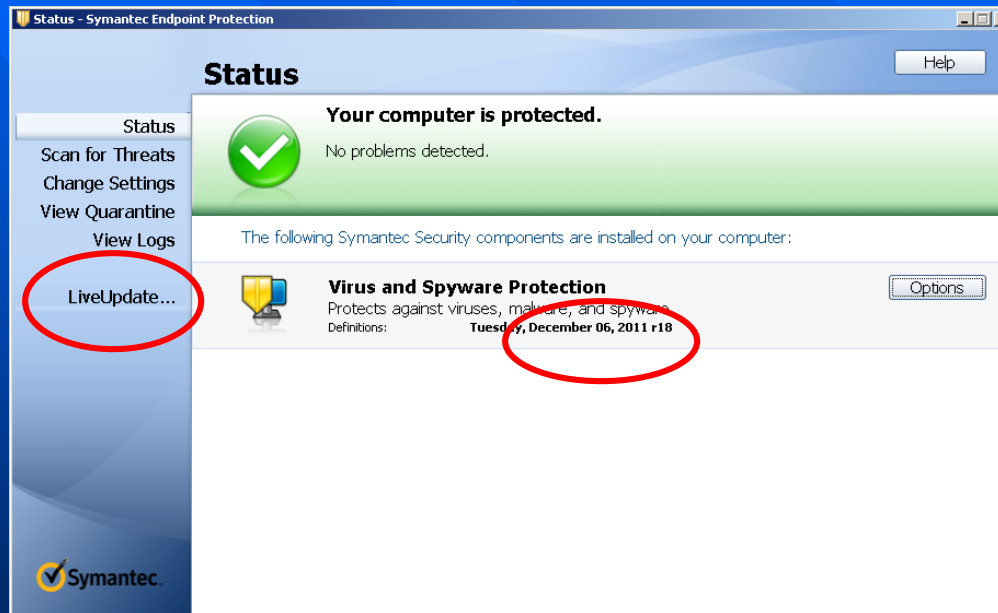 Status - Symantec Endpoint Protection
Help
Status
Your computer is protected.
No problems detected.
Status
Scan for Threats
Change Settings
View Quarantine
View Logs
LiveUpdate...
The following Symantec Security components are installed on your computer:
Virus and Spyware Protection
Options
Protects against viruses, malware, and spyware.
Definitions: Tuesday, December 06, 2011 r18
Symantec.